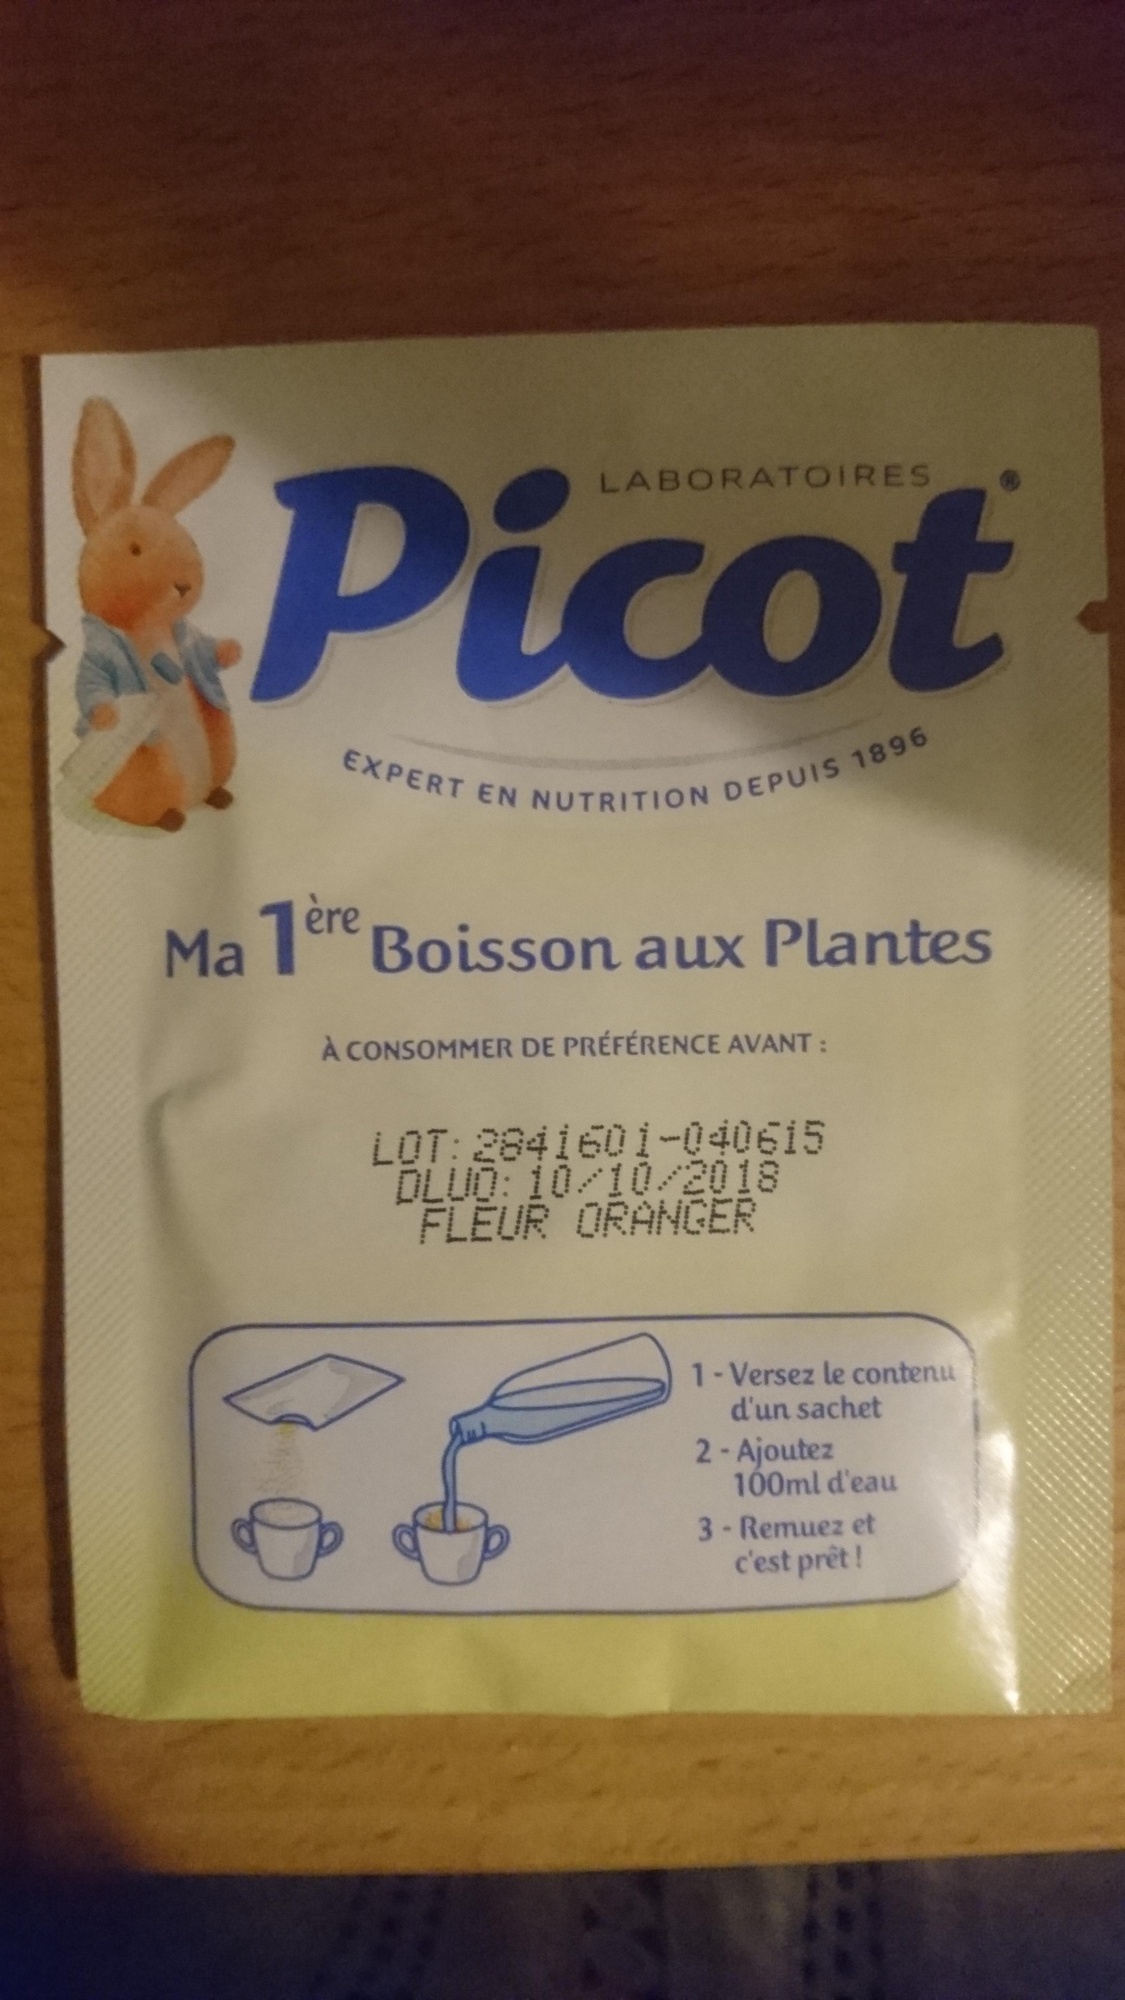 LABORATOIRES
Picot®
EXPERT EN NUTRITION DEPUIS 1896
Ma 1ère Boisson aux Plantes
À CONSOMMER DE PRÉFÉRENCE AVANT :
LOT: 2841601-040615
DLUO: 10/10/2018
FLEUR ORANGER
1 - Versez le contenu
d'un sachet
2 - Ajoutez
100ml d'eau
3 - Remuez et
c'est prêt !